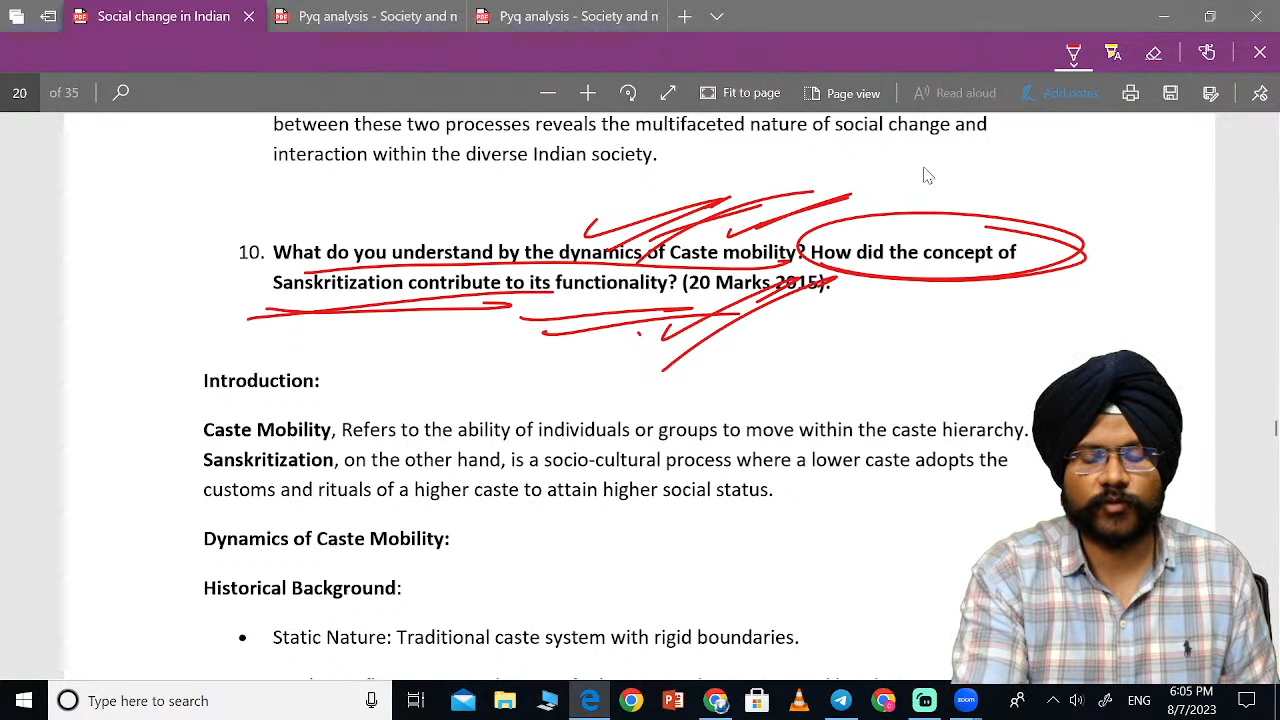 Social change in Indian
Pyq analysis - Society and n
Pyq analysis - Society and n
20 of 35
Fit to page
Page view
Read aloud
Add notes
between these two processes reveals the multifaceted nature of social change and
interaction within the diverse Indian society.
10. What do you understand by the dynamics of Caste mobility? How did the concept of
Sanskritization contribute to its functionality? (20 Marks 2015).
Introduction:
Caste Mobility, Refers to the ability of individuals or groups to move within the caste hierarchy.
Sanskritization, on the other hand, is a socio-cultural process where a lower caste adopts the
customs and rituals of a higher caste to attain higher social status.
Dynamics of Caste Mobility:
Historical Background:
• Static Nature: Traditional caste system with rigid boundaries.
Type here to search
zoom
ENG
6:05 PM
8/7/2023